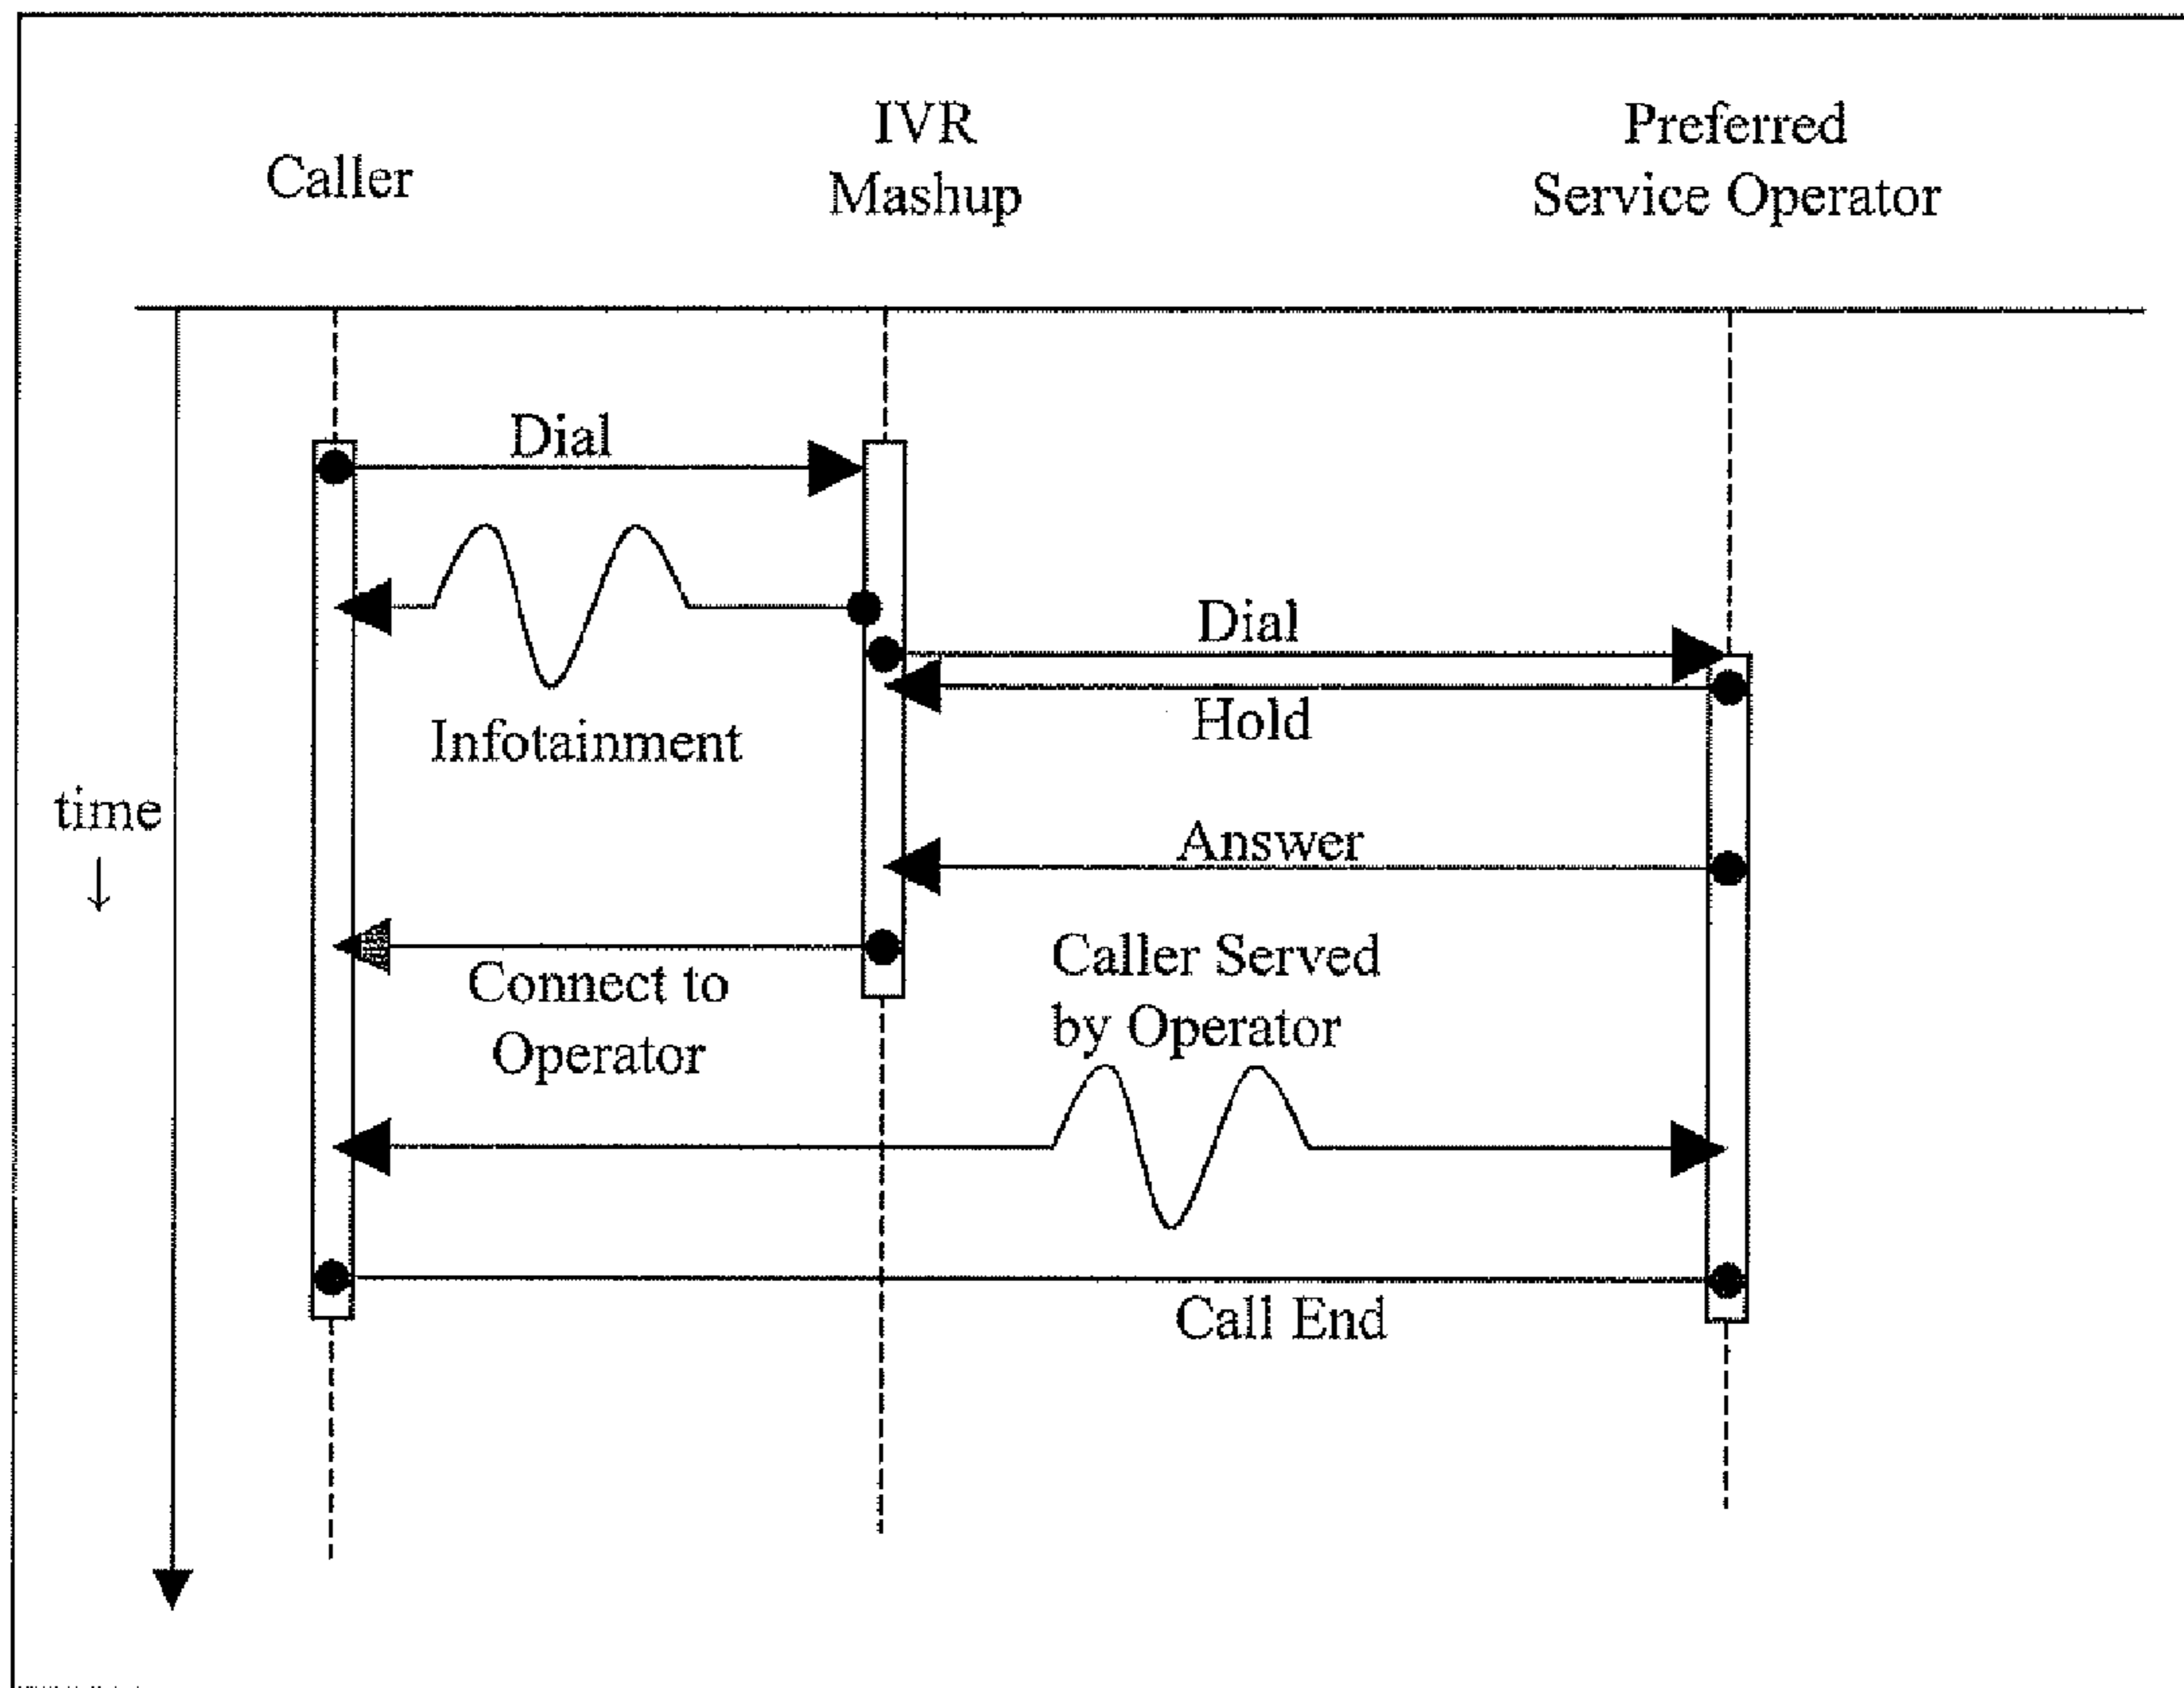 Caller
IVR
Mashup
Preferred
Service Operator
Dial
Dial
Hold
Infotainment
time
↓
Answer
Connect to
Operator
Caller Served
by Operator
Call End